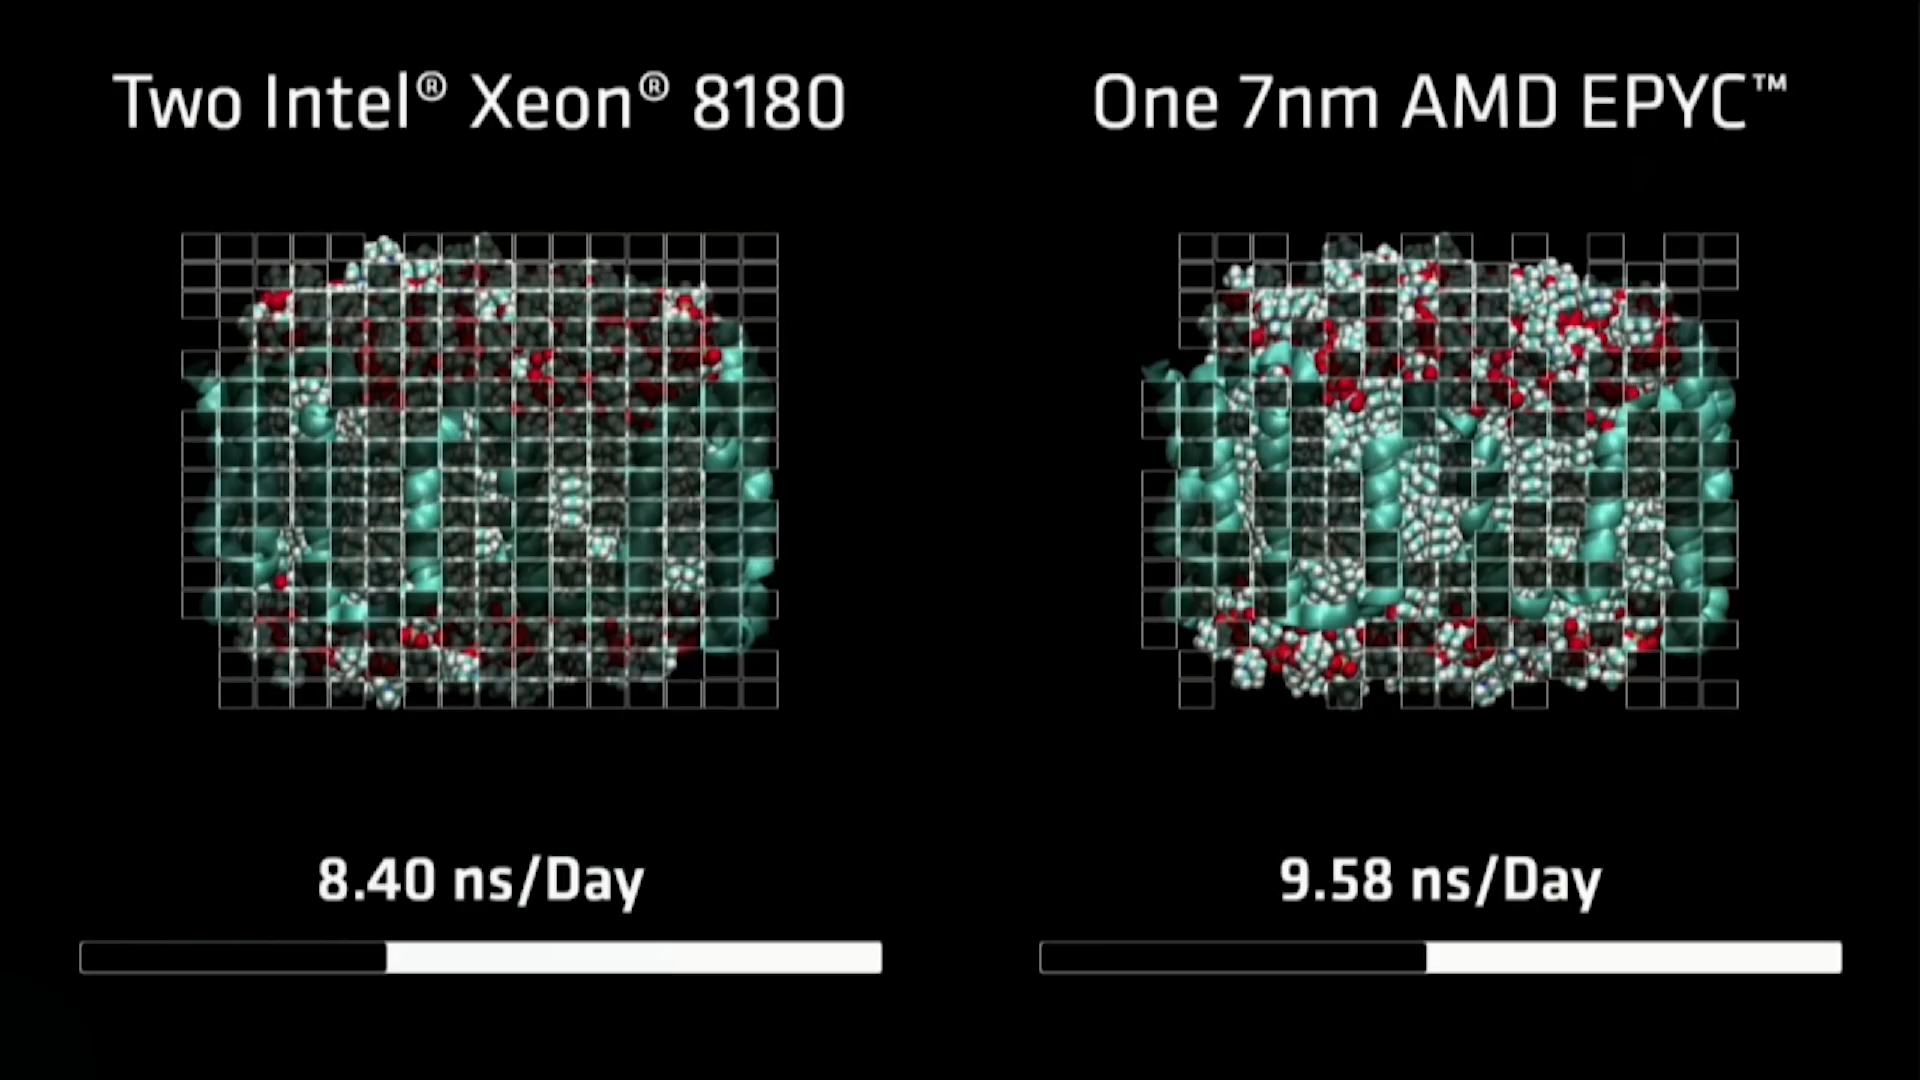 Two Intel® Xeon® 8180
One 7nm AMD EPYC™
8.40 ns/Day
9.58 ns/Day